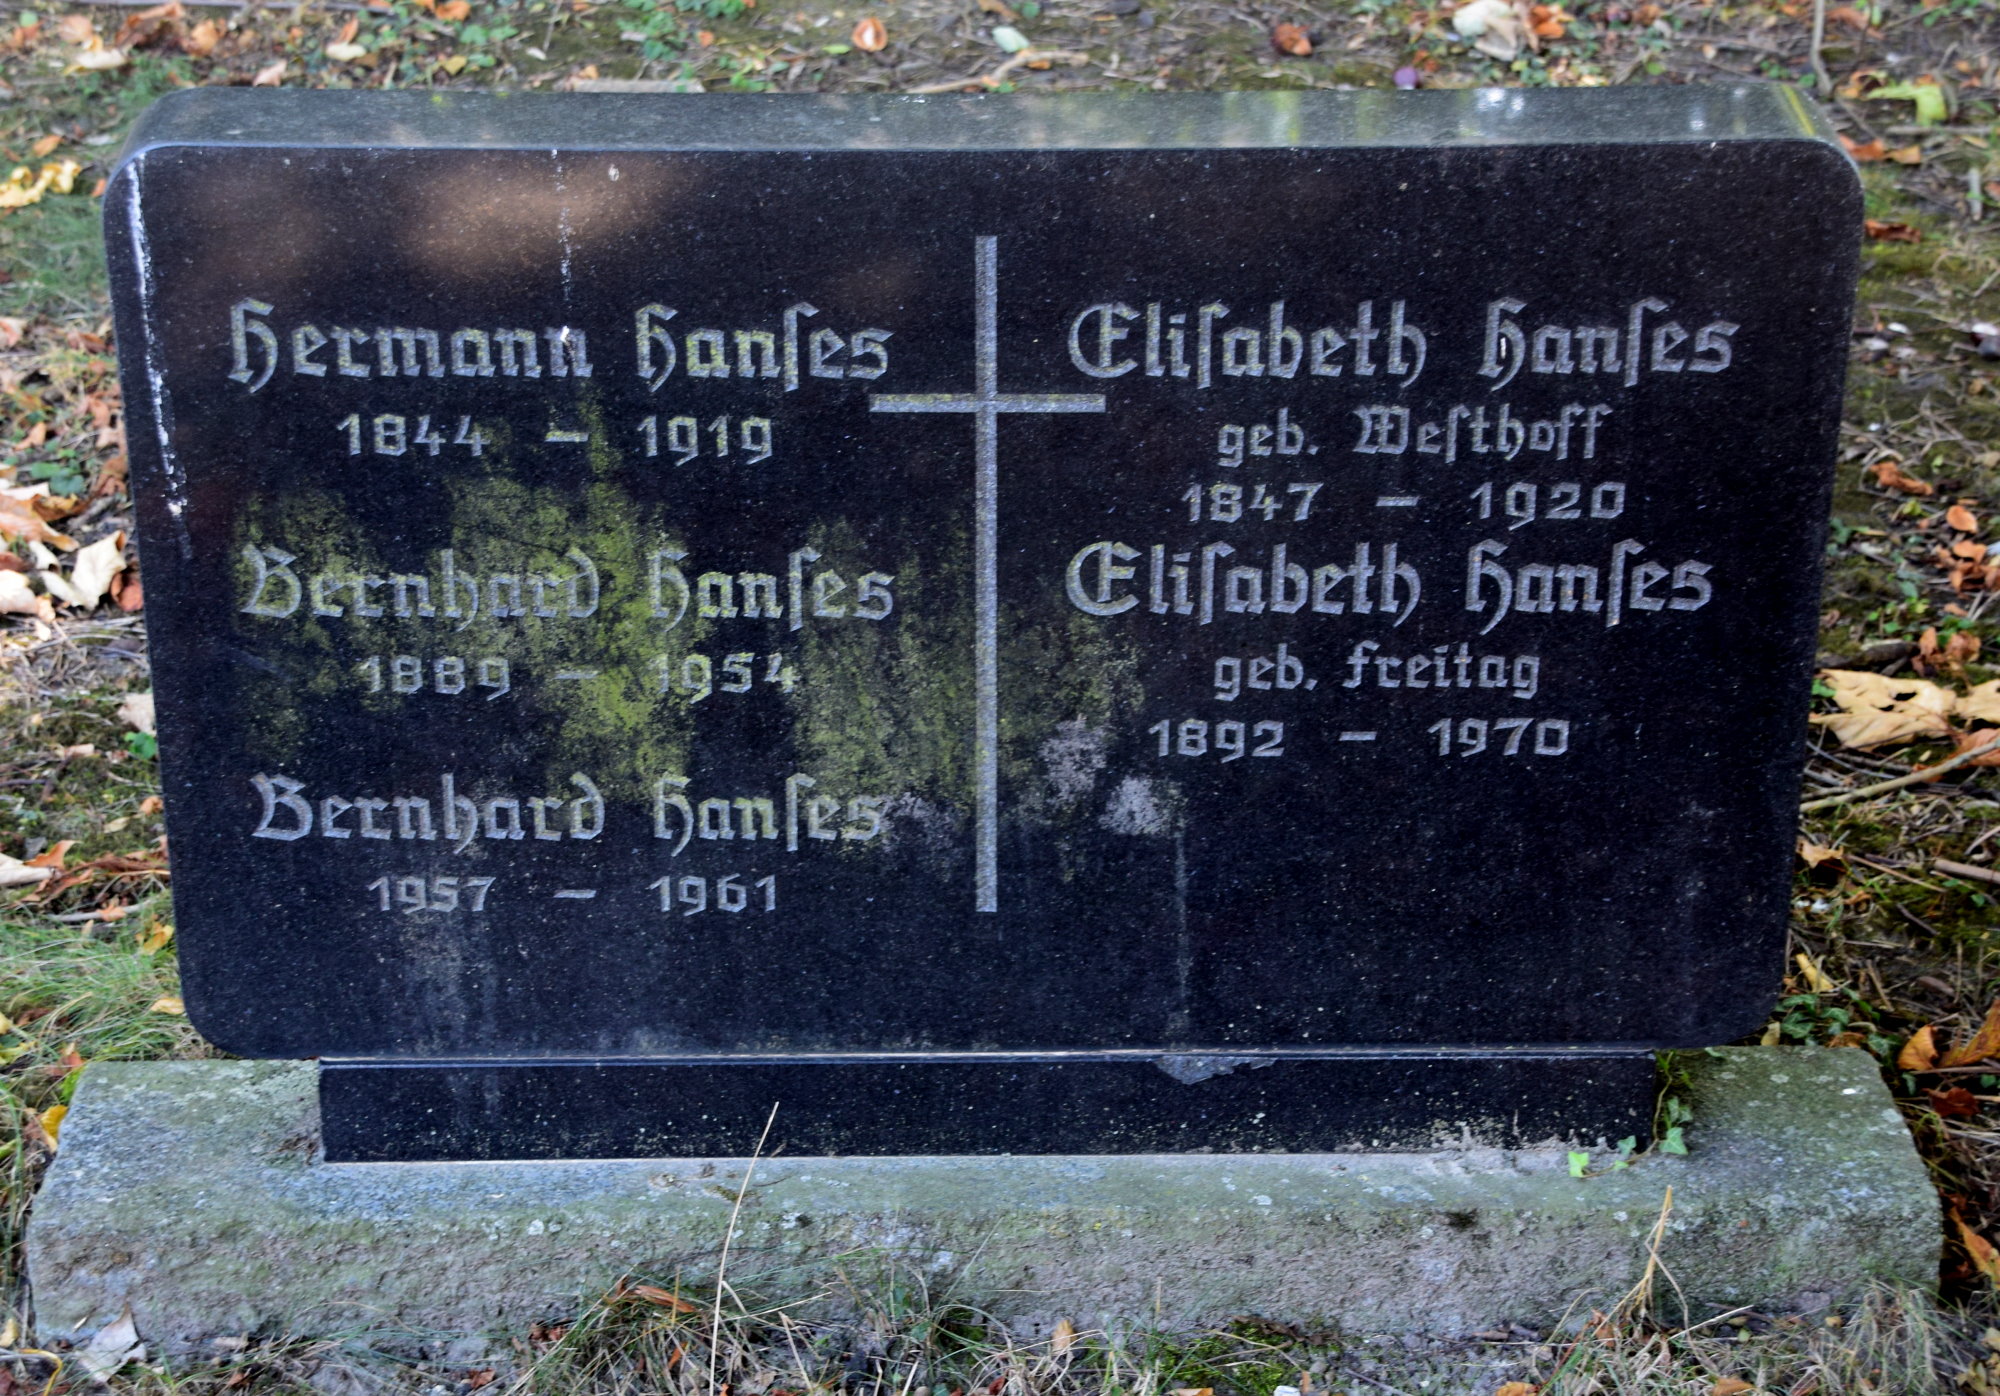 Hermann Hanſes
1844 – 1919
Bernhard Hanſes
1889 – 1954
Bernhard Hanſes
1957 – 1961
Eliſabeth Hanſes
geb. Weſthoff
1847 – 1920
Eliſabeth Hanſes
geb. Freitag
1892 – 1970